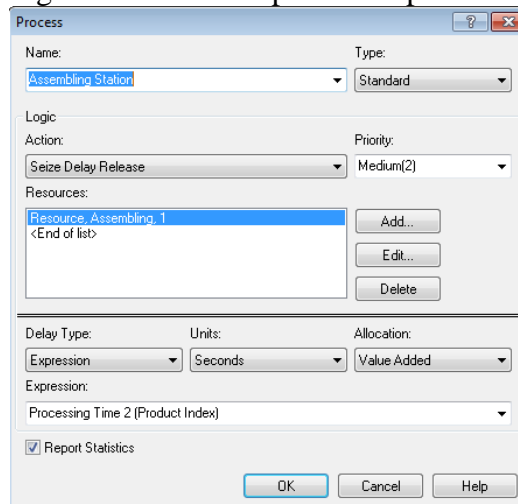 Process
Name:
Type:
Assembling Station
Standard
Logic
Action:
Priority:
Seize Delay Release
Medium(2)
Resources:
Resource, Assembling, 1
<End of list>
Add...
Edit...
Delete
Delay Type:
Units:
Allocation:
Expression
Seconds
Value Added
Expression:
Processing Time 2 (Product Index)
Report Statistics
OK
Cancel
Help